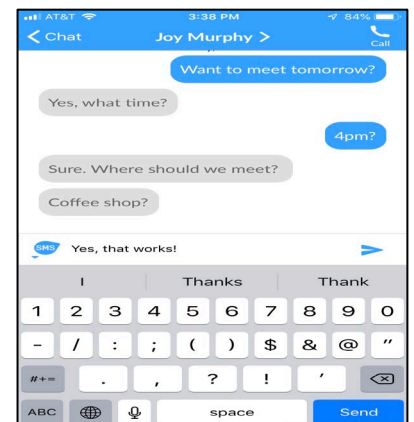 AT&T 3:38 PM 84%
Chat Joy Murphy >
Call
Want to meet tomorrow?
Yes, what time?
4pm?
Sure. Where should we meet?
Coffee shop?
SMS Yes, that works!
I Thanks Thank
1 2 3 4 5 6 7 8 9 0
- / : ; ( ) $ & @ "
#+= . , ? ! '
ABC space Send